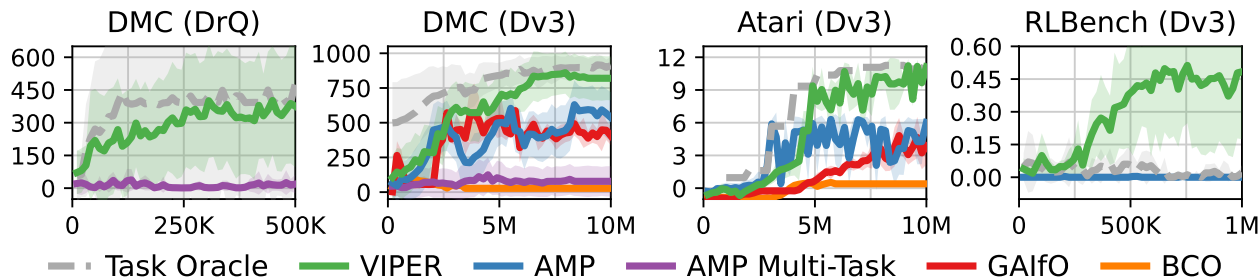 DMC (DrQ)
600
450
300
150
0
0
250K
500K
DMC (Dv3)
1000
750
500
250
0
0
5M
10M
Atari (Dv3)
12
9
6
3
0
0
5M
10M
RLBench (Dv3)
0.60
0.45
0.30
0.15
0.00
0
500K
1M
Task Oracle
VIPER
AMP
AMP Multi-Task
GAIfO
BCO